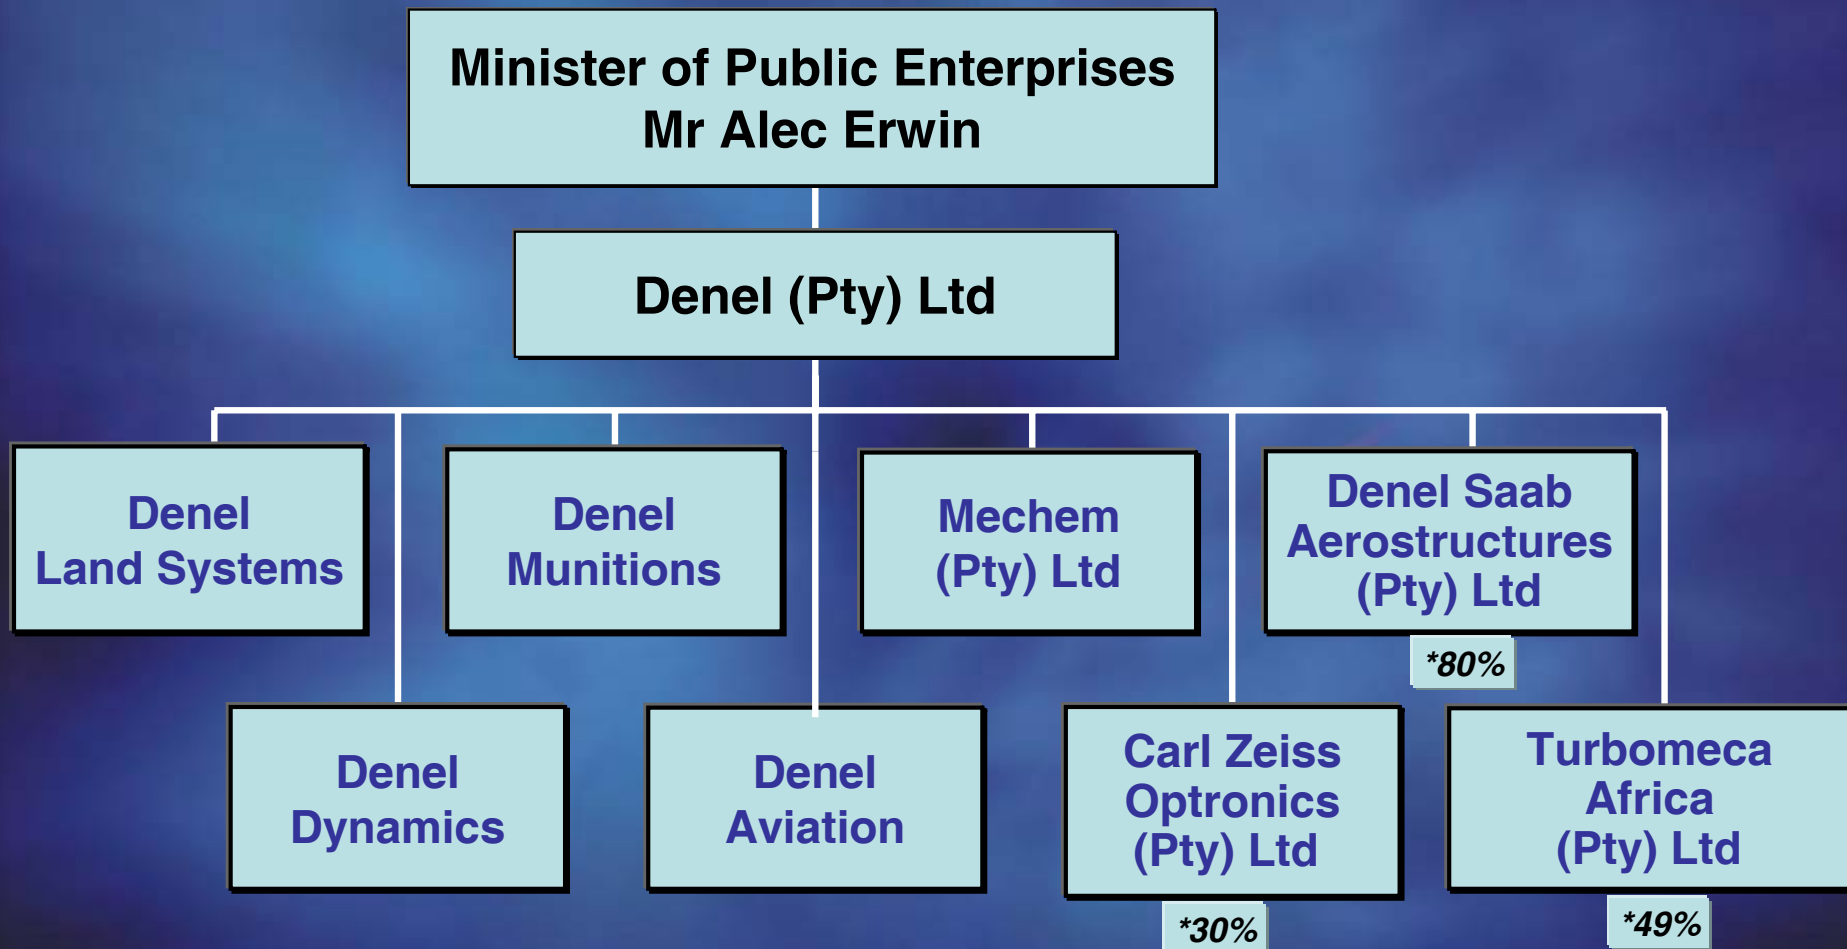 Minister of Public Enterprises
Mr Alec Erwin
Denel (Pty) Ltd
Denel
Land Systems
Denel
Munitions
Mechem
(Pty) Ltd
Denel Saab
Aerostructures
(Pty) Ltd
*80%
Denel
Dynamics
Denel
Aviation
Carl Zeiss
Optronics
(Pty) Ltd
*30%
Turbomeca
Africa
(Pty) Ltd
*49%